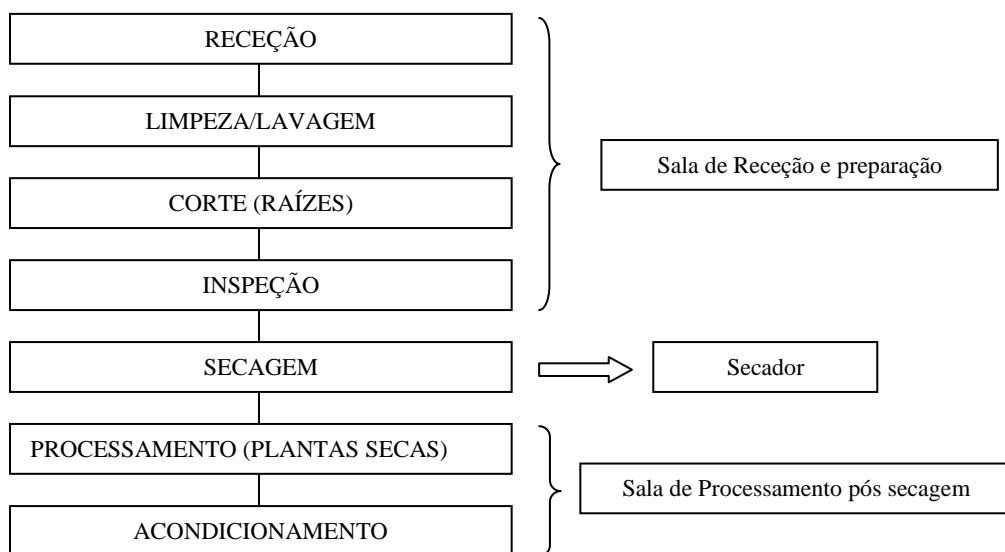 RECEÇÃO
LIMPEZA/LAVAGEM
CORTE (RAÍZES)
INSPEÇÃO
Sala de Receção e preparação
SECAGEM
Secador
PROCESSAMENTO (PLANTAS SECAS)
ACONDICIONAMENTO
Sala de Processamento pós secagem